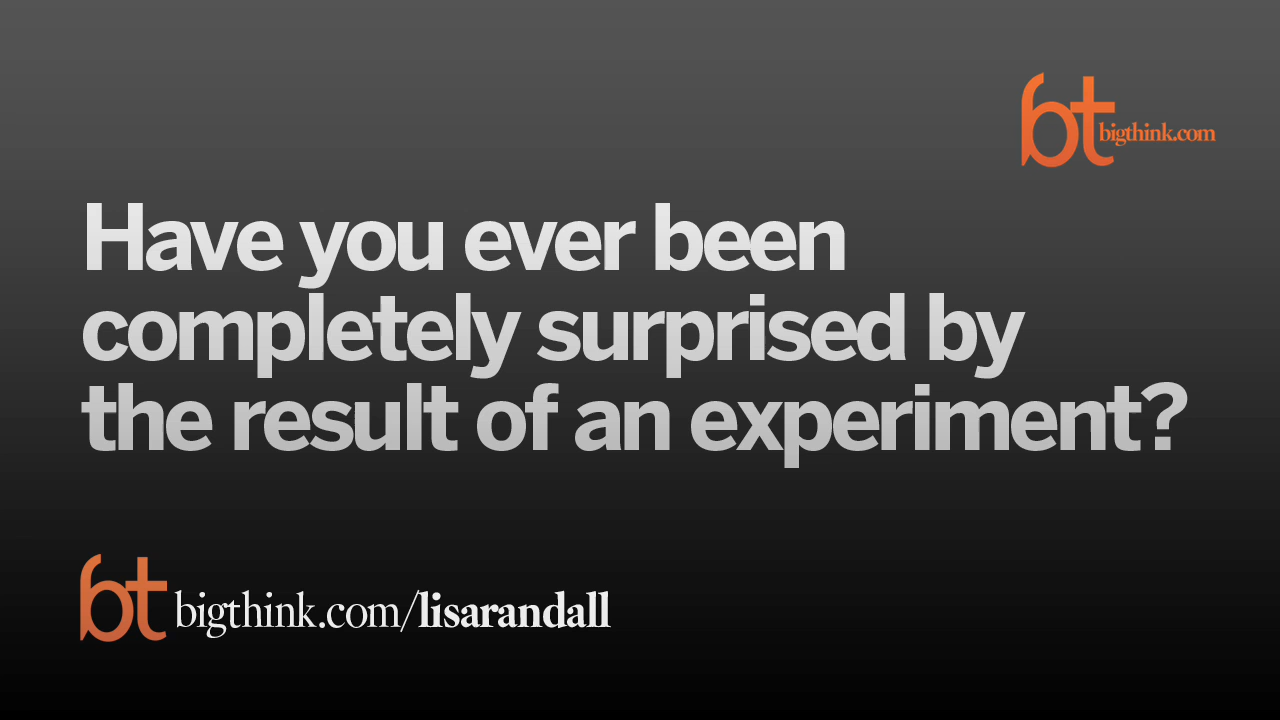 bt bigthink.com
Have you ever been
completely surprised by
the result of an experiment?
bt bigthink.com/lisarandall